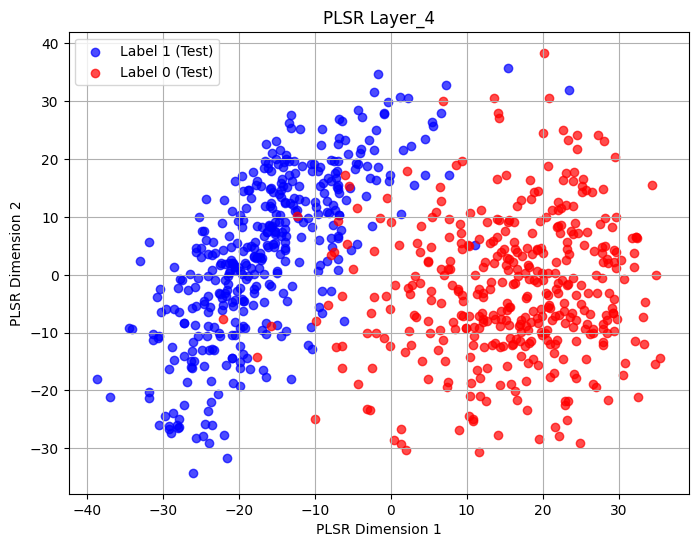 PLSR Layer_4
Label 1 (Test)
Label 0 (Test)
40
30
20
10
0
−10
−20
−30
PLSR Dimension 2
−40 −30 −20 −10 0 10 20 30
PLSR Dimension 1